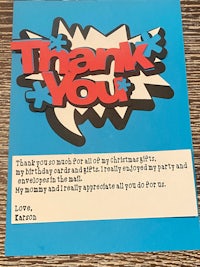 Thank
You
Thank you so much for all of my christmas gifts,
my birthday cards and gifts. I really enjoyed my party and
envelopes in the mail.
My mommy and I really appreciate all you do for us.
Love,
Karson